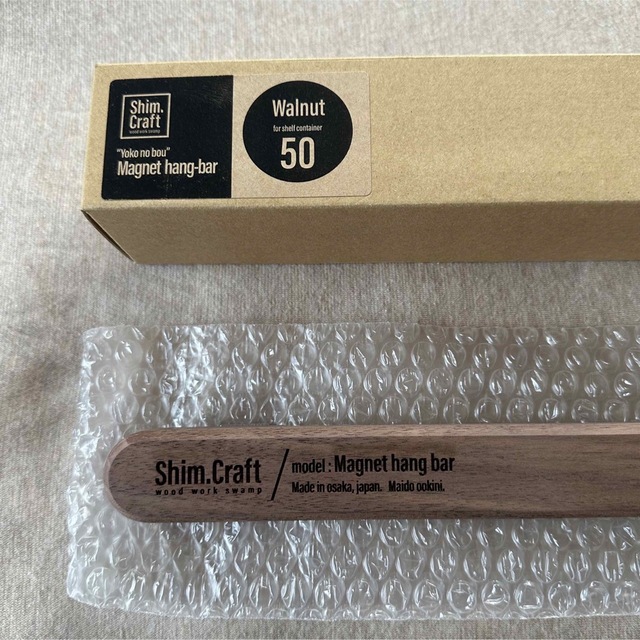 Shim.
Craft
wood work swamp
"Yoko no bou"
Magnet hang-bar
Walnut
for shelf container
50
Shim.Craft
wood work swamp
model : Magnet hang bar
Made in osaka, japan. Maido ookini.